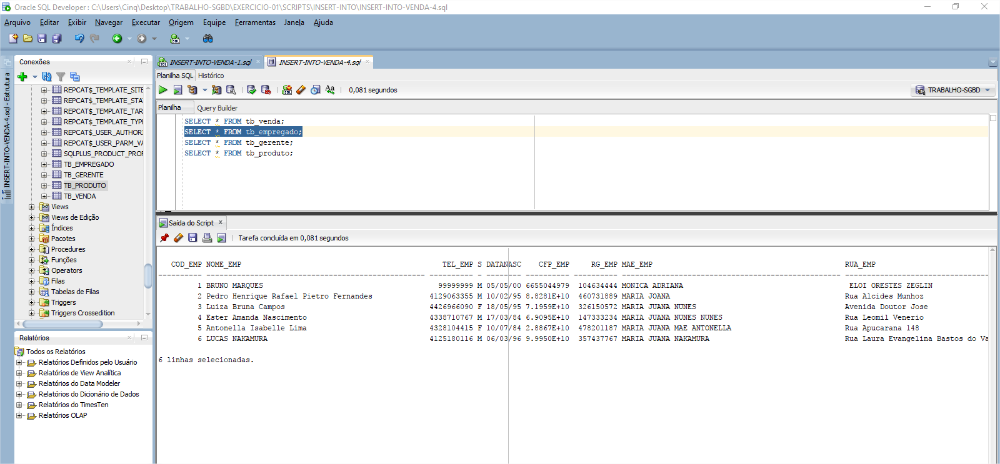 Oracle SQL Developer : C:\Users\Cinq\Desktop\TRABALHO-SGBD\EXERCICIO-01\SCRIPTS\INSERT-INTO\INSERT-INTO-VENDA-4.sql
Arquivo Editar Exibir Navegar Executar Origem Equipe Ferramentas Janela Ajuda
INSERT-INTO-VENDA-4.sql - Estrutura
Conexões
REPCAT$_TEMPLATE_SITE
REPCAT$_TEMPLATE_STA
REPCAT$_TEMPLATE_TAR
REPCAT$_TEMPLATE_TYPE
REPCAT$_USER_AUTHORI
REPCAT$_USER_PARM_VA
SQLPLUS_PRODUCT_PROF
TB_EMPREGADO
TB_GERENTE
TB_PRODUTO
TB_VENDA
Views
Views de Edição
Índices
Pacotes
Procedures
Funções
Operators
Filas
Tabelas de Filas
Triggers
Triggers Crossedition
Relatórios
Todos os Relatórios
Relatórios Definidos pelo Usuário
Relatórios de View Analítica
Relatórios do Data Modeler
Relatórios do Dicionário de Dados
Relatórios do TimesTen
Relatórios OLAP
INSERT-INTO-VENDA-1.sql INSERT-INTO-VENDA-4.sql
Planilha SQL Histórico
0,081 segundos TRABALHO-SGBD
Planilha Query Builder
SELECT * FROM tb_venda;
SELECT * FROM tb_empregado;
SELECT * FROM tb_gerente;
SELECT * FROM tb_produto;
Saída do Script x
Tarefa concluída em 0,081 segundos
COD_EMP NOME_EMP TEL_EMP S DATANASC CFP_EMP RG_EMP MAE_EMP RUA_EMP
1 BRUNO MARQUES 99999999 M 05/05/00 6655044979 104634444 MONICA ADRIANA ELOI ORESTES ZEGLIN
2 Pedro Henrique Rafael Pietro Fernandes 4129063355 M 10/02/95 8.8281E+10 460731889 MARIA JOANA Rua Alcides Munhoz
3 Luiza Bruna Campos 4426966090 F 18/05/95 7.1959E+10 326150572 MARIA JUANA NUNES Avenida Doutor Jose
4 Ester Amanda Nascimento 4338710767 M 17/03/84 6.9095E+10 147333234 MARIA JUANA NUNES NUNES Rua Leomil Venerio
5 Antonella Isabelle Lima 4328104415 F 10/07/84 2.8867E+10 478201187 MARIA JUANA MAE ANTONELLA Rua Apucarana 148
6 LUCAS NAKAMURA 4125180116 M 06/03/96 9.9950E+10 357437767 MARIA JUANA NAKAMURA Rua Laura Evangelina Bastos do Va
6 linhas selecionadas.